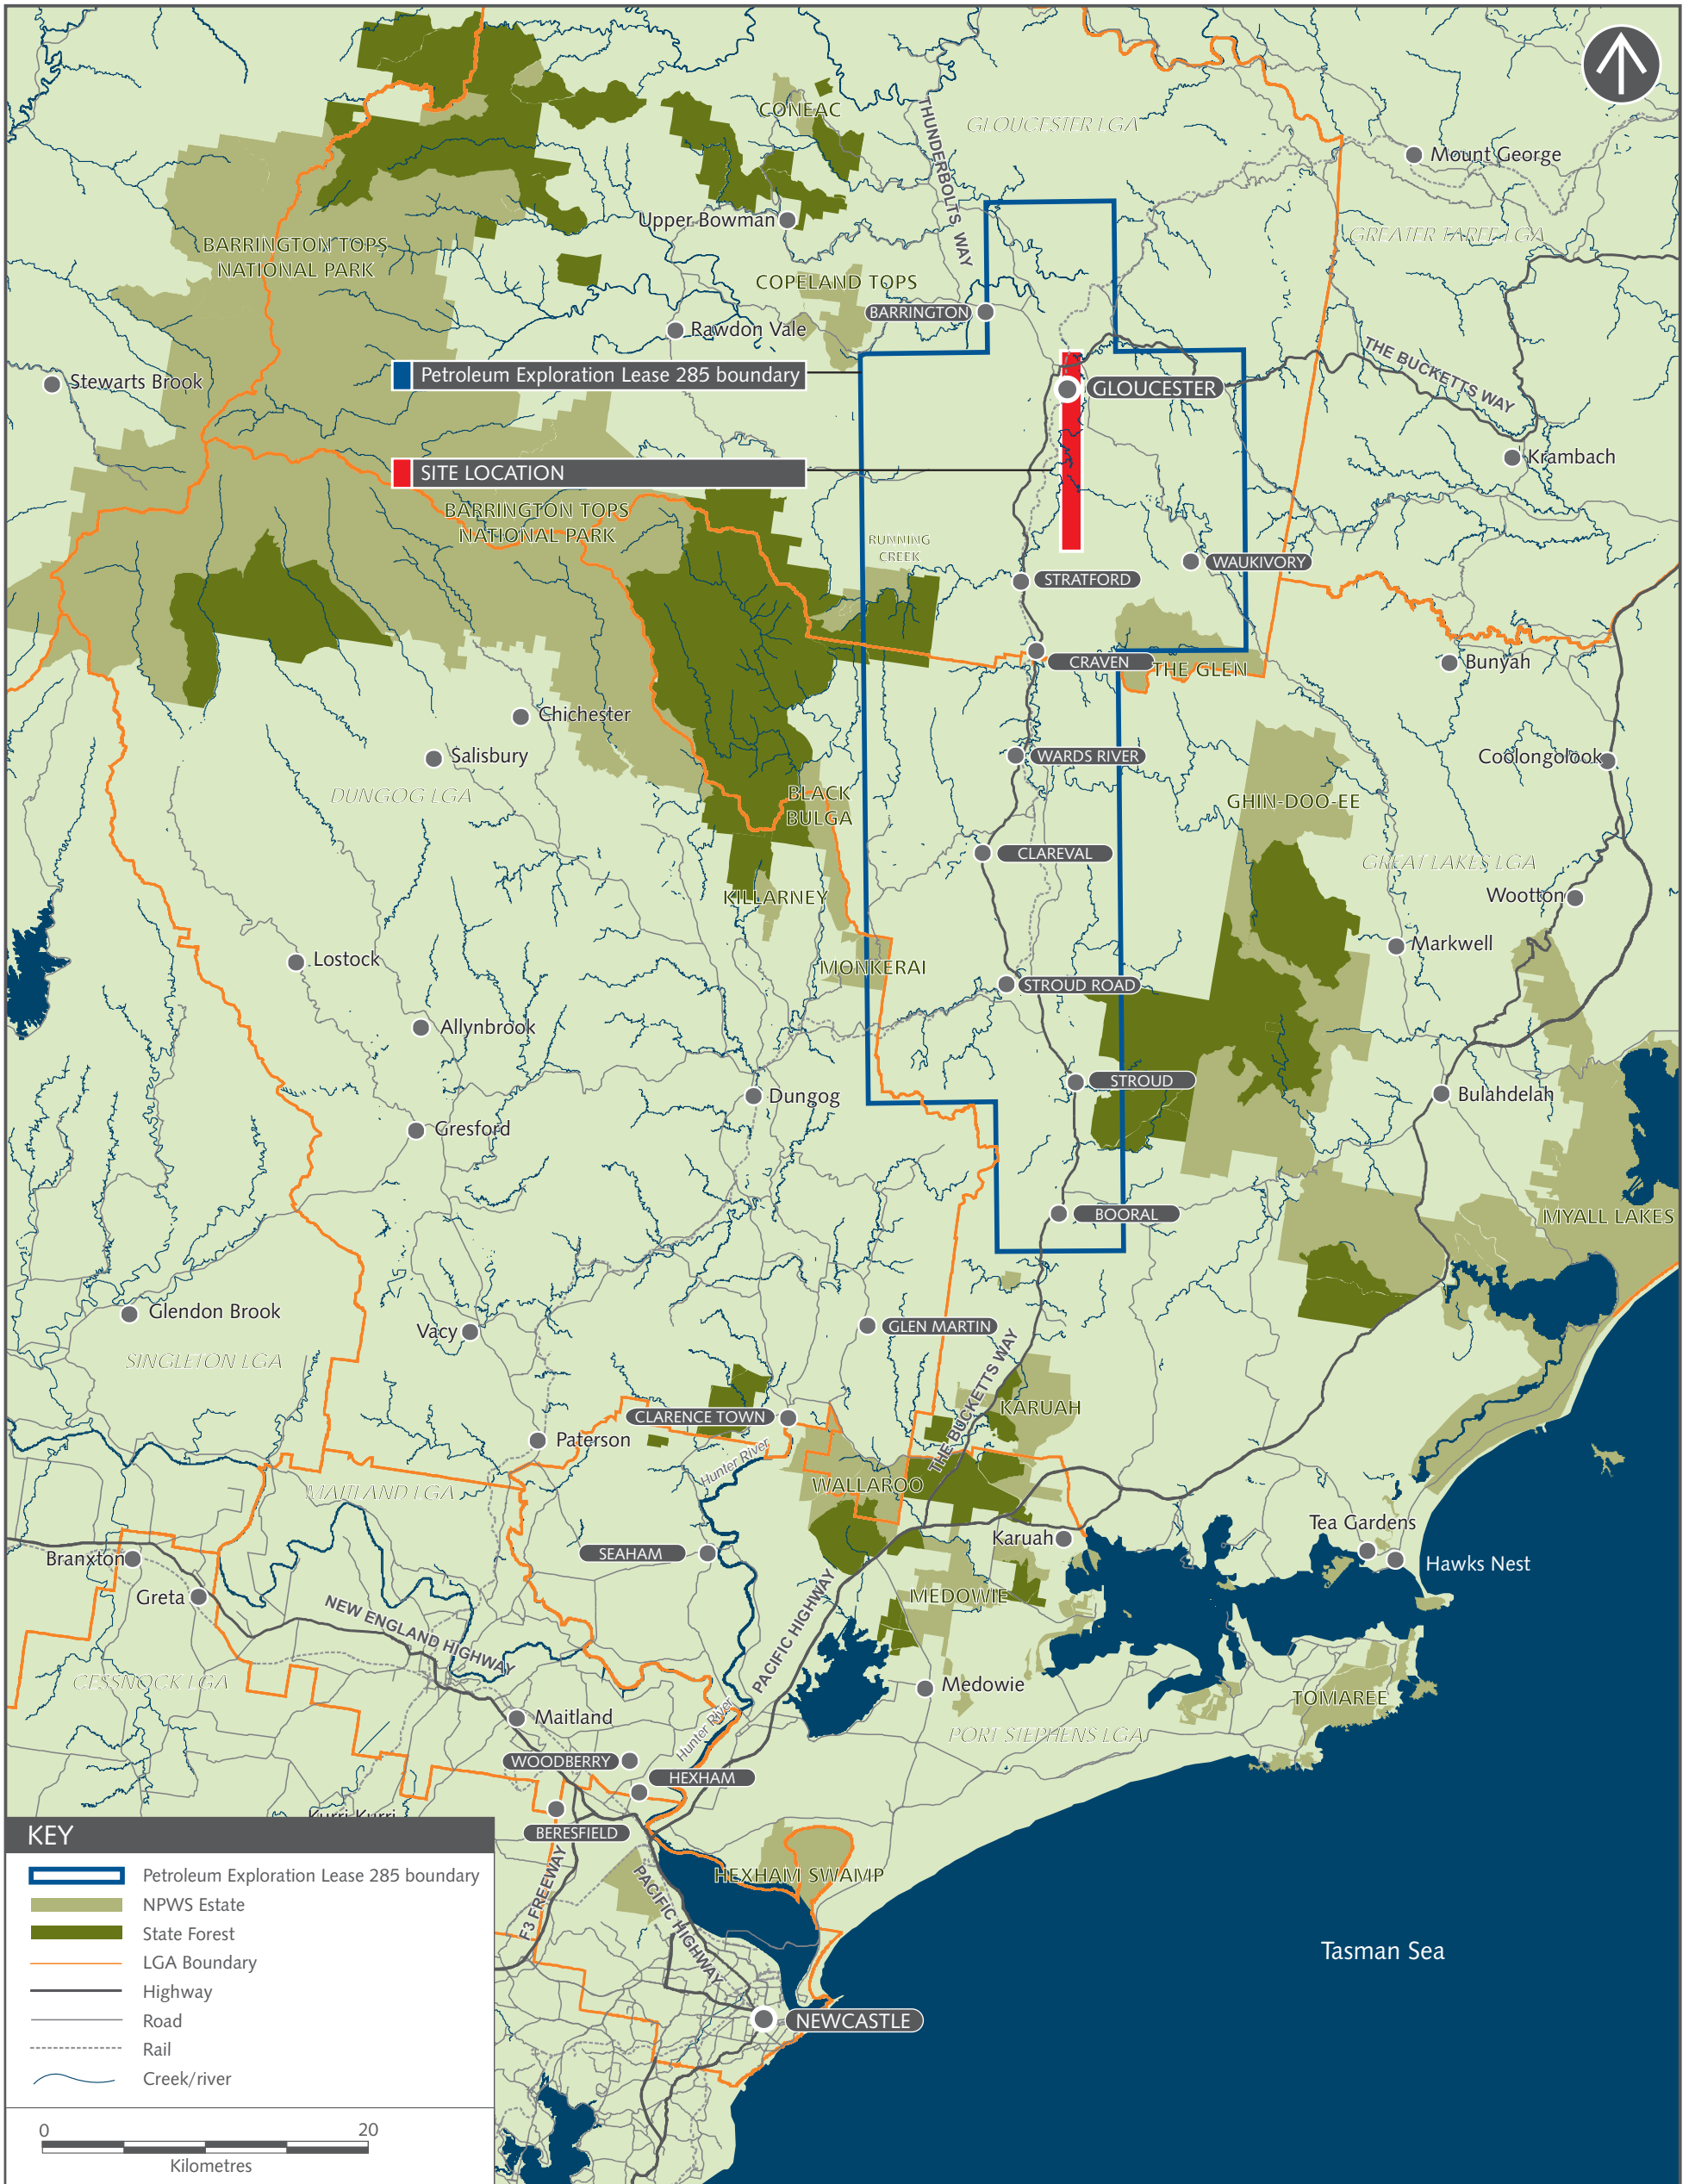 CONEAC
THUNDERBOLTS WAY
GLOUCESTER LGA
Mount George
Upper Bowman
GREATER TAREE LGA
BARRINGTON TOPS
NATIONAL PARK
COPELAND TOPS
BARRINGTON
Rawdon Vale
THE BUCKETTS WAY
Stewarts Brook
Petroleum Exploration Lease 285 boundary
GLOUCESTER
Krambach
SITE LOCATION
BARRINGTON TOPS
NATIONAL PARK
RUNNING
CREEK
WAUKIVORY
STRATFORD
CRAVEN
THE GLEN
Bunyah
Chichester
Salisbury
WARDS RIVER
Coolongolook
DUNGOG LGA
BLACK
BULGA
GHIN-DOO-EE
CLAREVAL
GREAT LAKES LGA
KILLARNEY
Wootton
Markwell
Lostock
MONKERAI
STROUD ROAD
Allynbrook
STROUD
Dungog
Bulahdelah
Gresford
BOORAL
MYALL LAKES
Glendon Brook
Vacy
GLEN MARTIN
SINGLETON LGA
THE BUCKETTS WAY
KARUAH
CLARENCE TOWN
Paterson
Hunter River
WALLAROO
MAITLAND LGA
Tea Gardens
Karuah
SEAHAM
Branxton
Hawks Nest
Greta
MEDOWIE
NEW ENGLAND HIGHWAY
PACIFIC HIGHWAY
CESSNOCK LGA
Medowie
TOMAREE
Maitland
Hunter River
PORT STEPHENS LGA
WOODBERRY
HEXHAM
Kurri Kurri
BERESFIELD
HEXHAM SWAMP
F3 FREEWAY
PACIFIC HIGHWAY
Tasman Sea
NEWCASTLE
KEY
Petroleum Exploration Lease 285 boundary
NPWS Estate
State Forest
LGA Boundary
Highway
Road
Rail
Creek/river
0 20
Kilometres